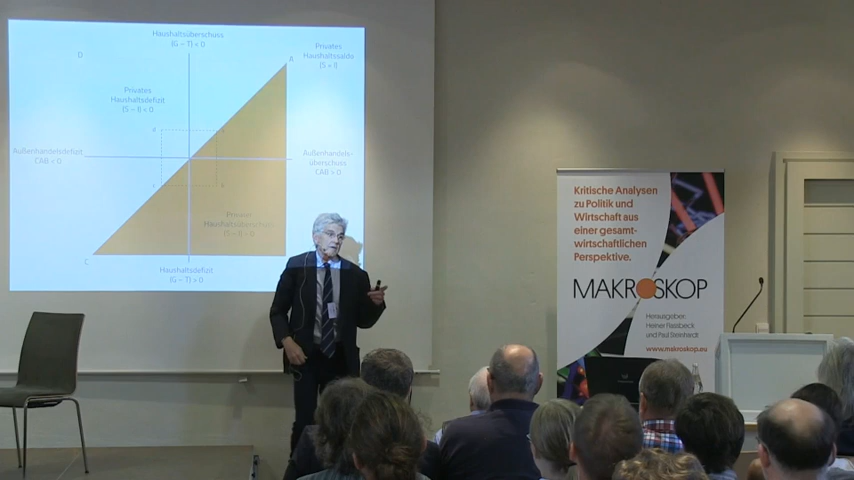 Haushaltsüberschuss
(G – T) < 0
D
A
Privates
Haushaltssaldo
(S = I)
Privates
Haushaltsdefizit
(S – I) < 0
Außenhandelsdefizit
CAB < 0
Außenhandels-
überschuss
CAB > 0
Privates
Haushaltsüberschuss
(S – I) > 0
C
Haushaltsdefizit
(G – T) > 0
Kritische Analysen
zu Politik und
Wirtschaft aus
einer gesamt-
wirtschaftlichen
Perspektive.
MAKROSKOP
Herausgeber:
Heiner Flassbeck
und Paul Steinhardt
www.makroskop.eu